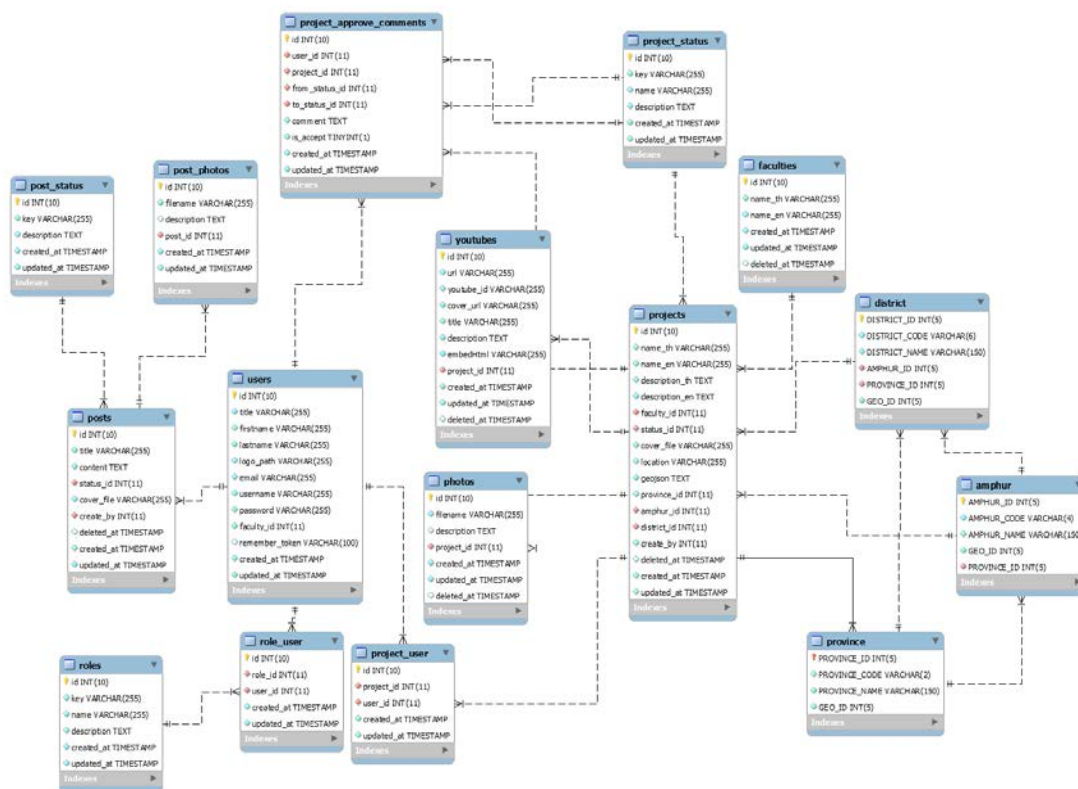 project_approve_comments
id INT(10)
user_id INT(11)
project_id INT(11)
from_status_id INT(11)
to_status_id INT(11)
comment TEXT
is_accept TINYINT(1)
created_at TIMESTAMP
updated_at TIMESTAMP
Indexes
project_status
id INT(10)
key VARCHAR(255)
name VARCHAR(255)
description TEXT
created_at TIMESTAMP
updated_at TIMESTAMP
Indexes
post_status
id INT(10)
key VARCHAR(255)
description TEXT
created_at TIMESTAMP
updated_at TIMESTAMP
Indexes
post_photos
id INT(10)
filename VARCHAR(255)
description TEXT
post_id INT(11)
created_at TIMESTAMP
updated_at TIMESTAMP
Indexes
faculties
id INT(10)
name_th VARCHAR(255)
name_en VARCHAR(255)
created_at TIMESTAMP
updated_at TIMESTAMP
deleted_at TIMESTAMP
Indexes
youtubes
id INT(10)
url VARCHAR(255)
youtube_id VARCHAR(255)
cover_url VARCHAR(255)
title VARCHAR(255)
description TEXT
embedHtml VARCHAR(255)
project_id INT(11)
created_at TIMESTAMP
updated_at TIMESTAMP
deleted_at TIMESTAMP
Indexes
projects
id INT(10)
name_th VARCHAR(255)
name_en VARCHAR(255)
description_th TEXT
description_en TEXT
faculty_id INT(11)
status_id INT(11)
cover_file VARCHAR(255)
location VARCHAR(255)
geojson TEXT
province_id INT(11)
amphur_id INT(11)
district_id INT(11)
create_by INT(11)
deleted_at TIMESTAMP
created_at TIMESTAMP
updated_at TIMESTAMP
Indexes
district
DISTRICT_ID INT(5)
DISTRICT_CODE VARCHAR(6)
DISTRICT_NAME VARCHAR(150)
AMPHUR_ID INT(5)
PROVINCE_ID INT(5)
GEO_ID INT(5)
Indexes
posts
id INT(10)
title VARCHAR(255)
content TEXT
status_id INT(11)
cover_file VARCHAR(255)
create_by INT(11)
deleted_at TIMESTAMP
created_at TIMESTAMP
updated_at TIMESTAMP
Indexes
users
id INT(10)
title VARCHAR(255)
firstname VARCHAR(255)
lastname VARCHAR(255)
logo_path VARCHAR(255)
email VARCHAR(255)
username VARCHAR(255)
password VARCHAR(255)
faculty_id INT(11)
remember_token VARCHAR(100)
created_at TIMESTAMP
updated_at TIMESTAMP
Indexes
photos
id INT(10)
filename VARCHAR(255)
description TEXT
project_id INT(11)
created_at TIMESTAMP
updated_at TIMESTAMP
deleted_at TIMESTAMP
Indexes
amphur
AMPHUR_ID INT(5)
AMPHUR_CODE VARCHAR(4)
AMPHUR_NAME VARCHAR(150)
GEO_ID INT(5)
PROVINCE_ID INT(5)
Indexes
roles
id INT(10)
key VARCHAR(255)
name VARCHAR(255)
description TEXT
created_at TIMESTAMP
updated_at TIMESTAMP
Indexes
role_user
id INT(10)
role_id INT(11)
user_id INT(11)
created_at TIMESTAMP
updated_at TIMESTAMP
Indexes
project_user
id INT(10)
project_id INT(11)
user_id INT(11)
created_at TIMESTAMP
updated_at TIMESTAMP
Indexes
province
PROVINCE_ID INT(5)
PROVINCE_CODE VARCHAR(2)
PROVINCE_NAME VARCHAR(150)
GEO_ID INT(5)
Indexes